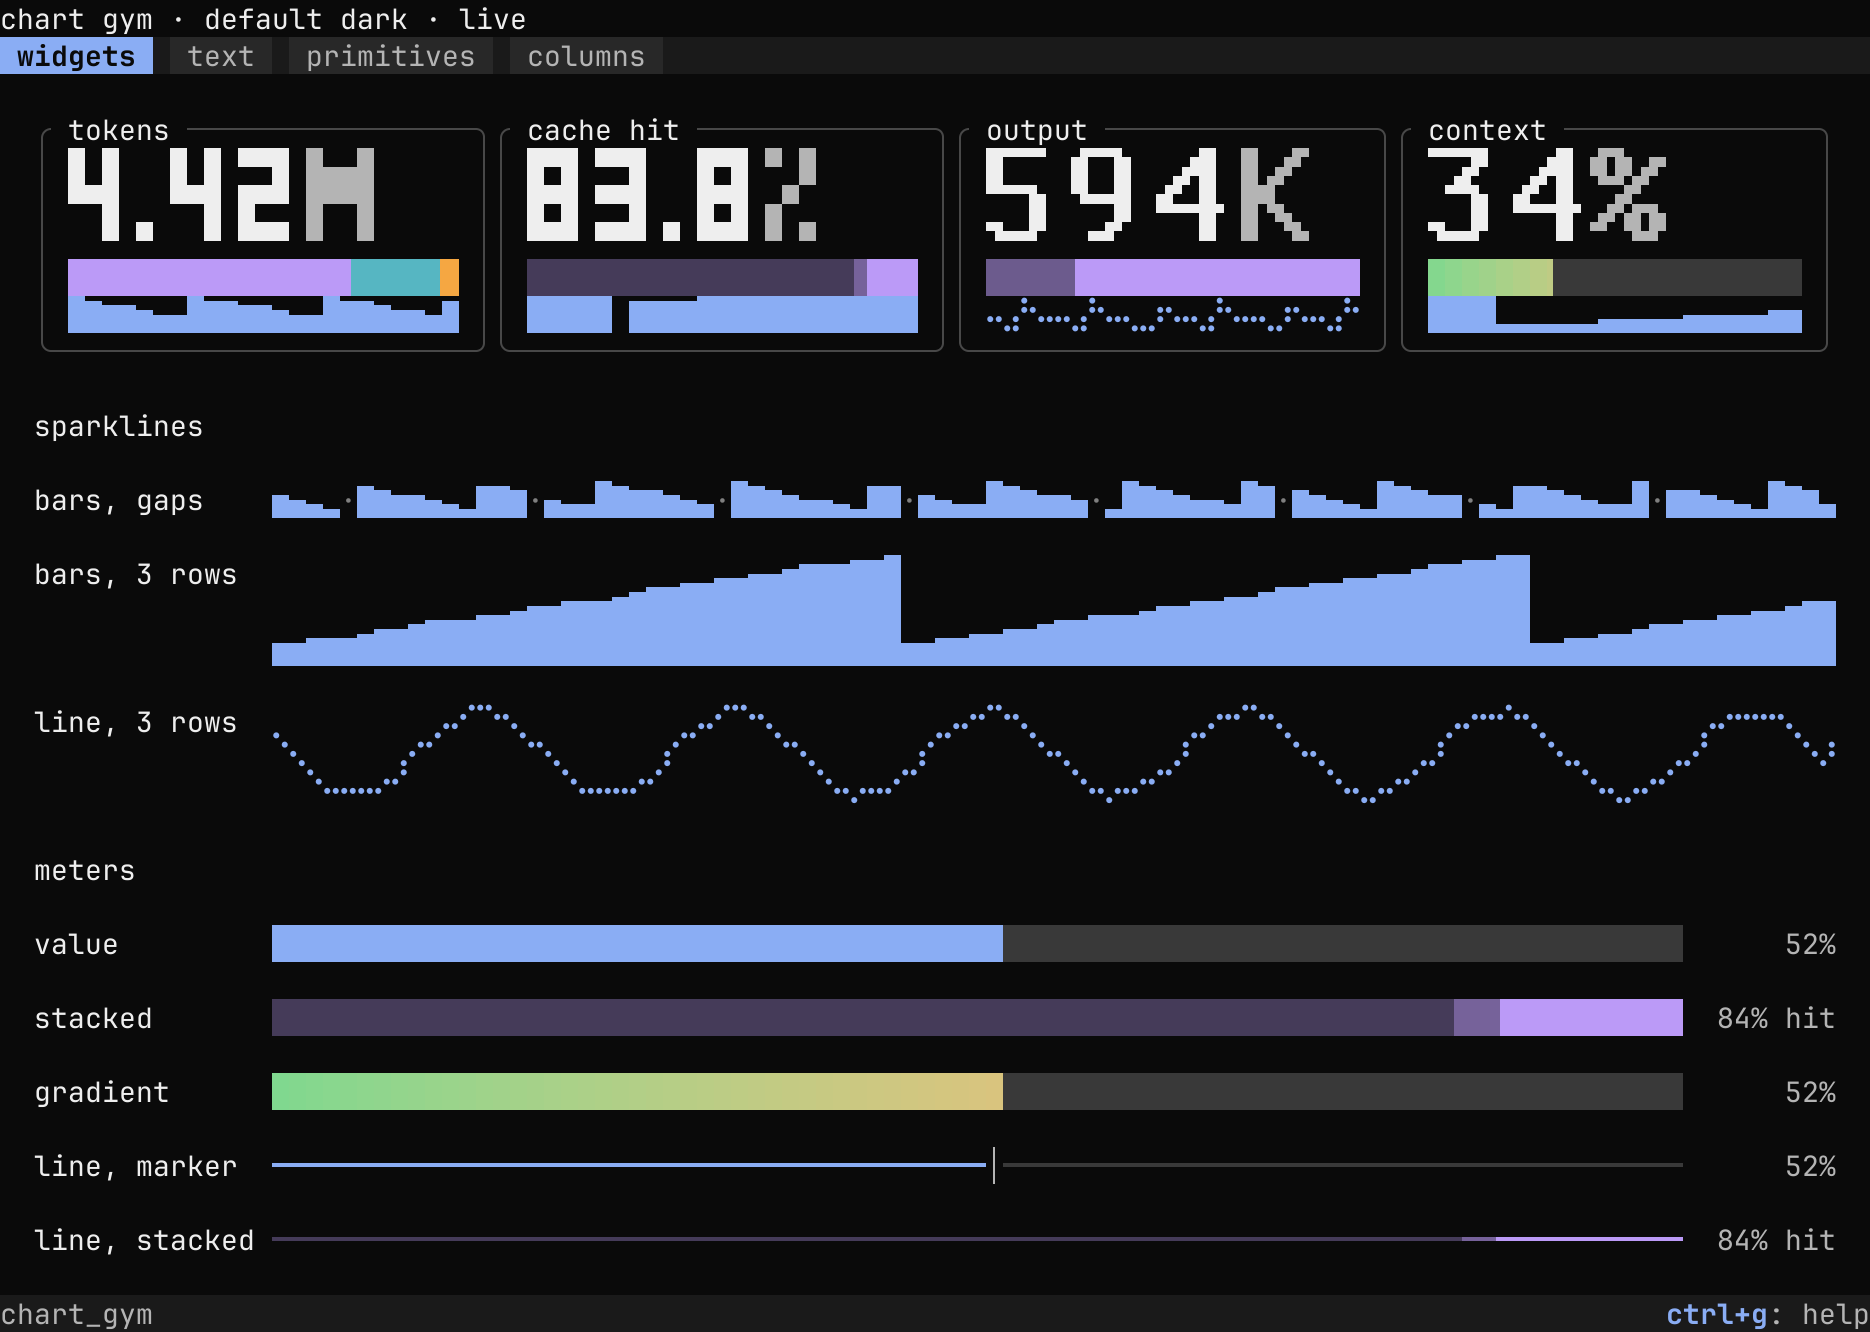 chart gym · default dark · live
widgets text primitives columns
tokens cache hit output context
4.42M 83.8% 594K 34%
sparklines
bars, gaps
bars, 3 rows
line, 3 rows
meters
value 52%
stacked 84% hit
gradient 52%
line, marker 52%
line, stacked 84% hit
chart_gym ctrl+g: help